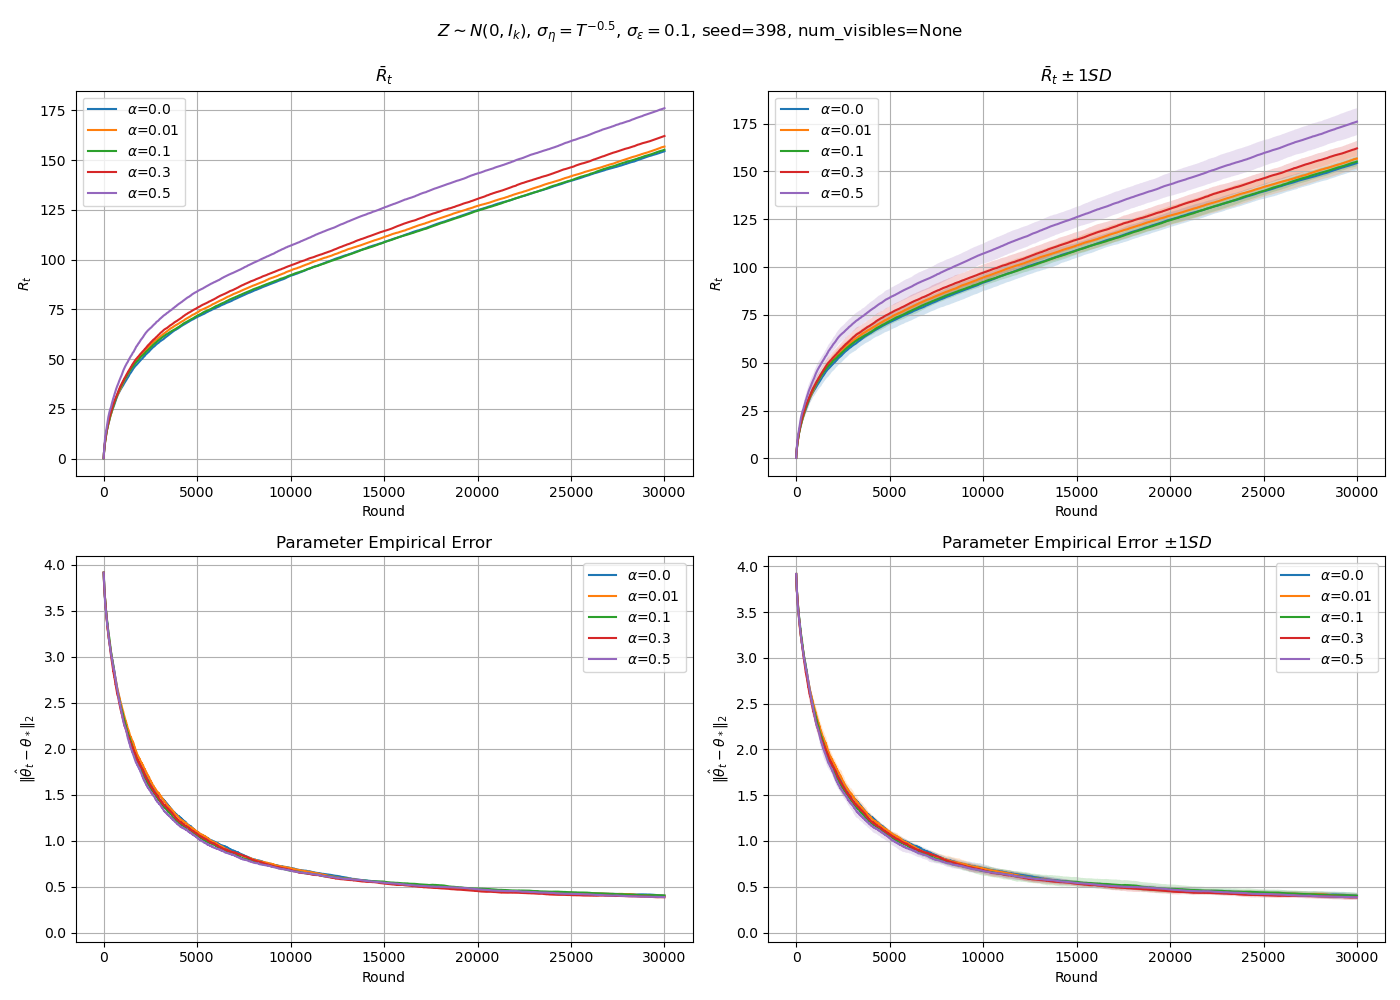 Z ~ N(0, I_k), σ_η = T^{−0.5}, σ_ε = 0.1, seed=398, num_visibles=None
R̄_t
R_t
175
150
125
100
75
50
25
0
α=0.0
α=0.01
α=0.1
α=0.3
α=0.5
0 5000 10000 15000 20000 25000 30000
Round
R̄_t ± 1SD
R_t
175
150
125
100
75
50
25
0
α=0.0
α=0.01
α=0.1
α=0.3
α=0.5
0 5000 10000 15000 20000 25000 30000
Round
Parameter Empirical Error
‖θ̂_t − θ_*‖_2
4.0
3.5
3.0
2.5
2.0
1.5
1.0
0.5
0.0
α=0.0
α=0.01
α=0.1
α=0.3
α=0.5
0 5000 10000 15000 20000 25000 30000
Round
Parameter Empirical Error ±1SD
‖θ̂_t − θ_*‖_2
4.0
3.5
3.0
2.5
2.0
1.5
1.0
0.5
0.0
α=0.0
α=0.01
α=0.1
α=0.3
α=0.5
0 5000 10000 15000 20000 25000 30000
Round